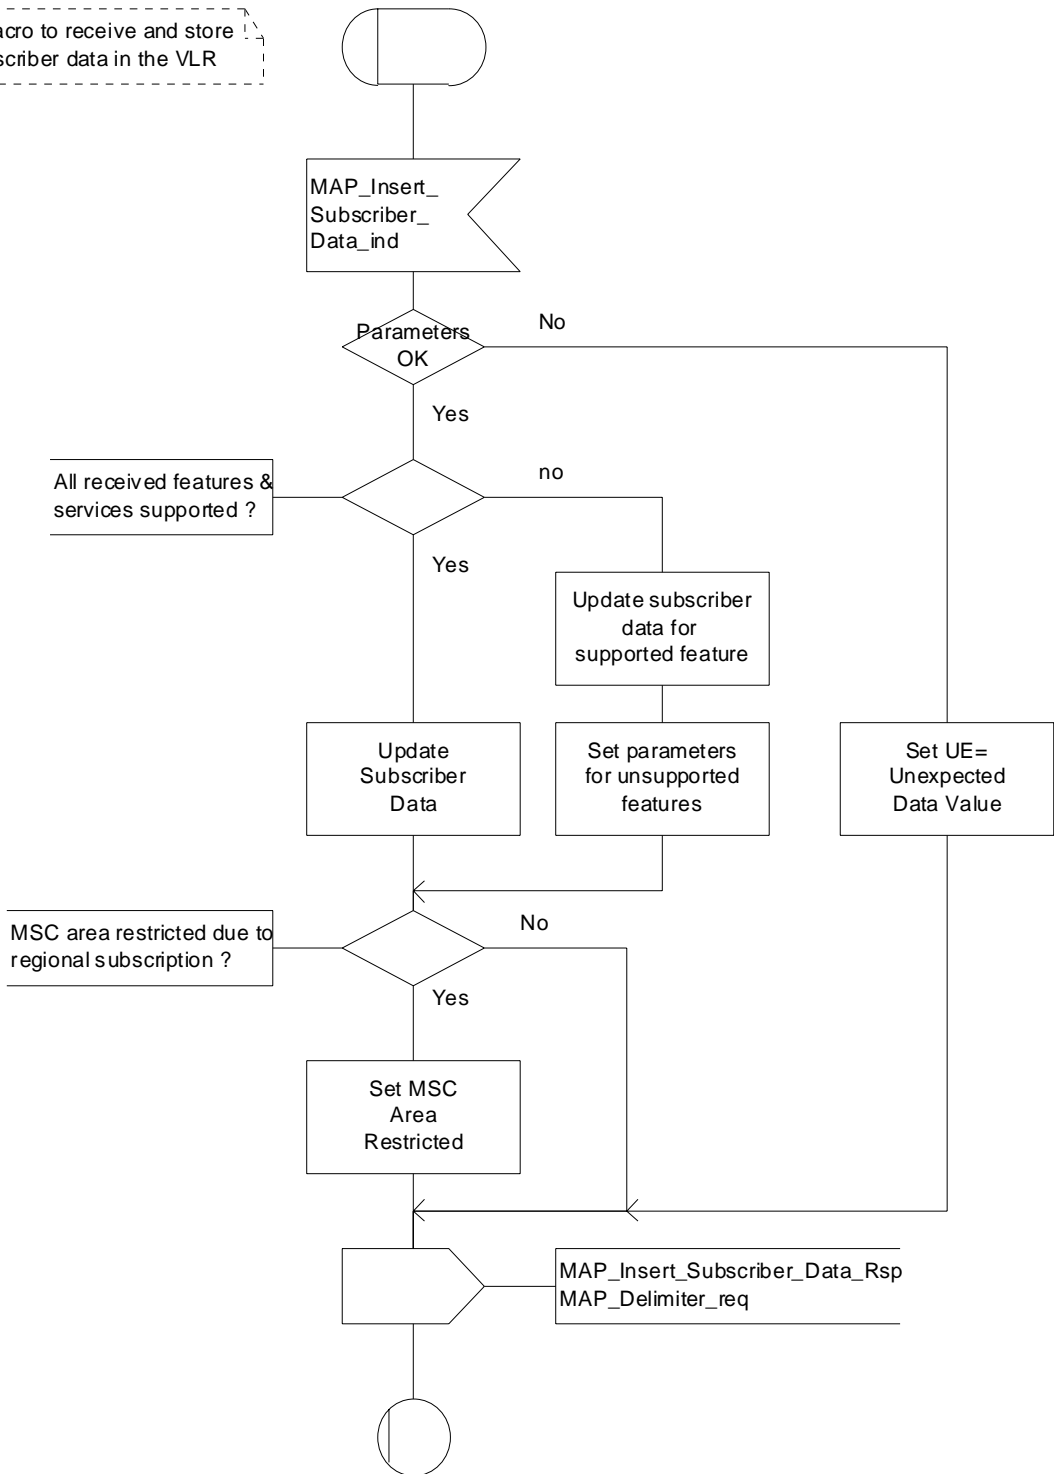 acro to receive and store
scriber data in the VLR
MAP_Insert_
Subscriber_
Data_ind
Parameters
OK
No
Yes
All received features &
services supported ?
no
Yes
Update subscriber
data for
supported feature
Update
Subscriber
Data
Set parameters
for unsupported
features
Set UE=
Unexpected
Data Value
MSC area restricted due to
regional subscription ?
No
Yes
Set MSC
Area
Restricted
MAP_Insert_Subscriber_Data_Rsp
MAP_Delimiter_req